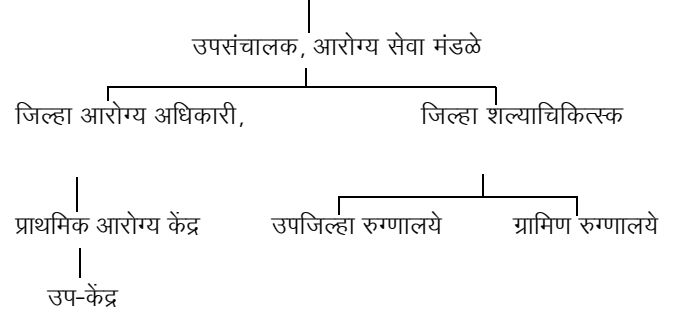 उपसंचालक, आरोग्य सेवा मंडळे
जिल्हा आरोग्य अधिकारी, जिल्हा शल्याचिकित्स्क
प्राथमिक आरोग्य केंद्र उपजिल्हा रुग्णालये ग्रामिण रुग्णालये
उप-केंद्र